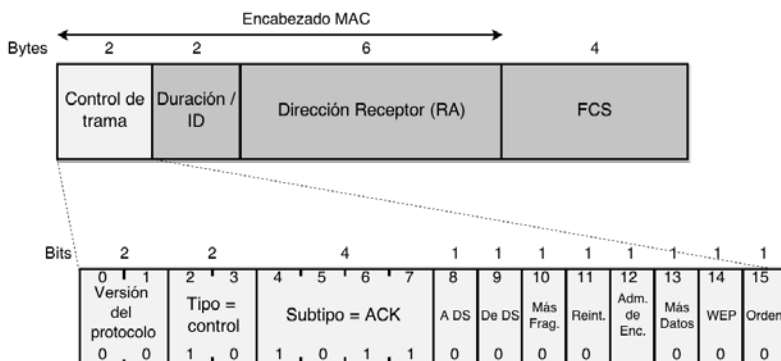 Encabezado MAC
Bytes 2 2 6 4
Control de trama
Duración / ID
Dirección Receptor (RA)
FCS
Bits 2 2 4 1 1 1 1 1 1 1 1
0 1 2 3 4 5 6 7 8 9 10 11 12 13 14 15
Versión del protocolo
Tipo = control
Subtipo = ACK
A DS
De DS
Más Frag.
Reint.
Adm. de Enc.
Más Datos
WEP
Orden
0 0 1 0 1 0 1 1 0 0 0 0 0 0 0